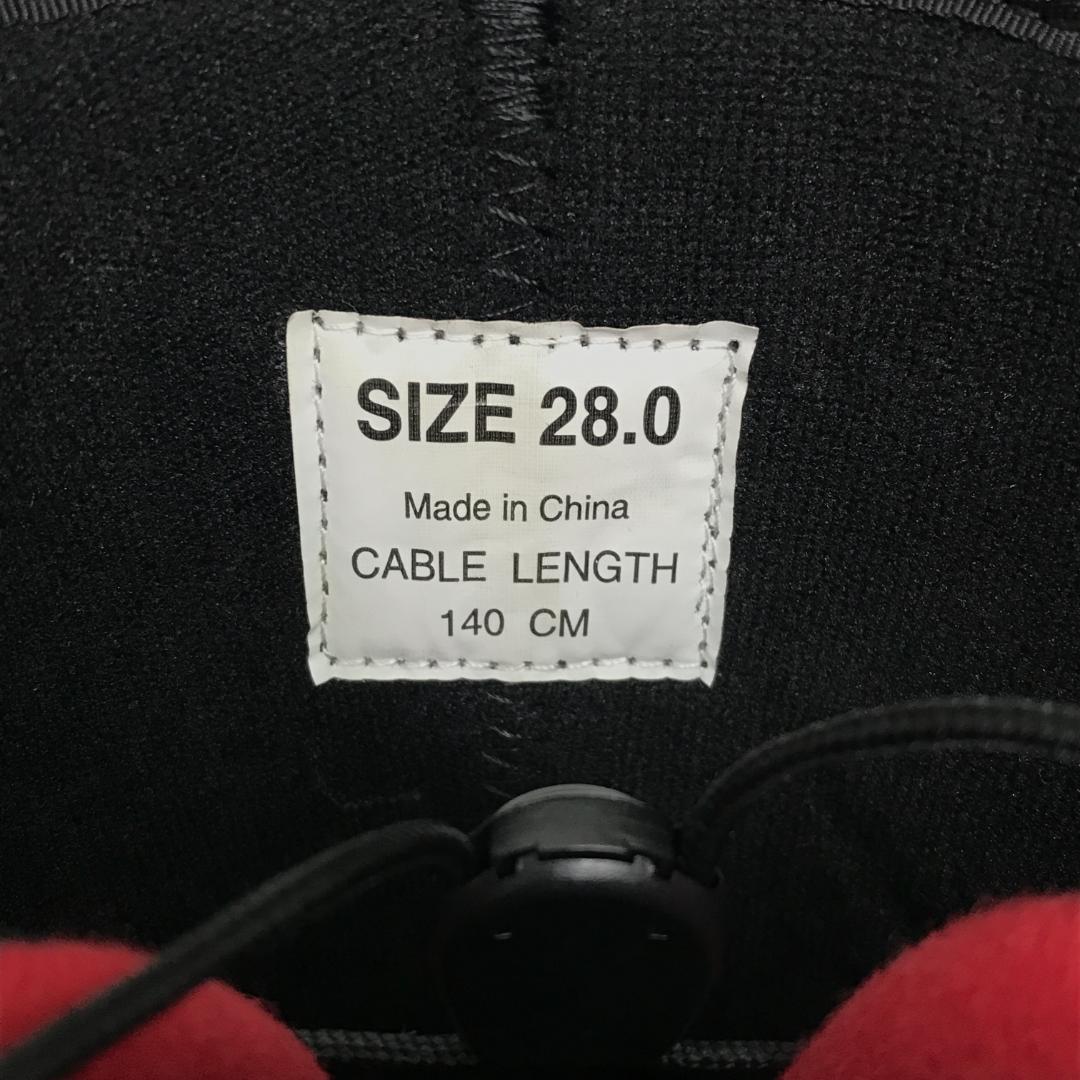 SIZE 28.0
Made in China
CABLE LENGTH
140 CM